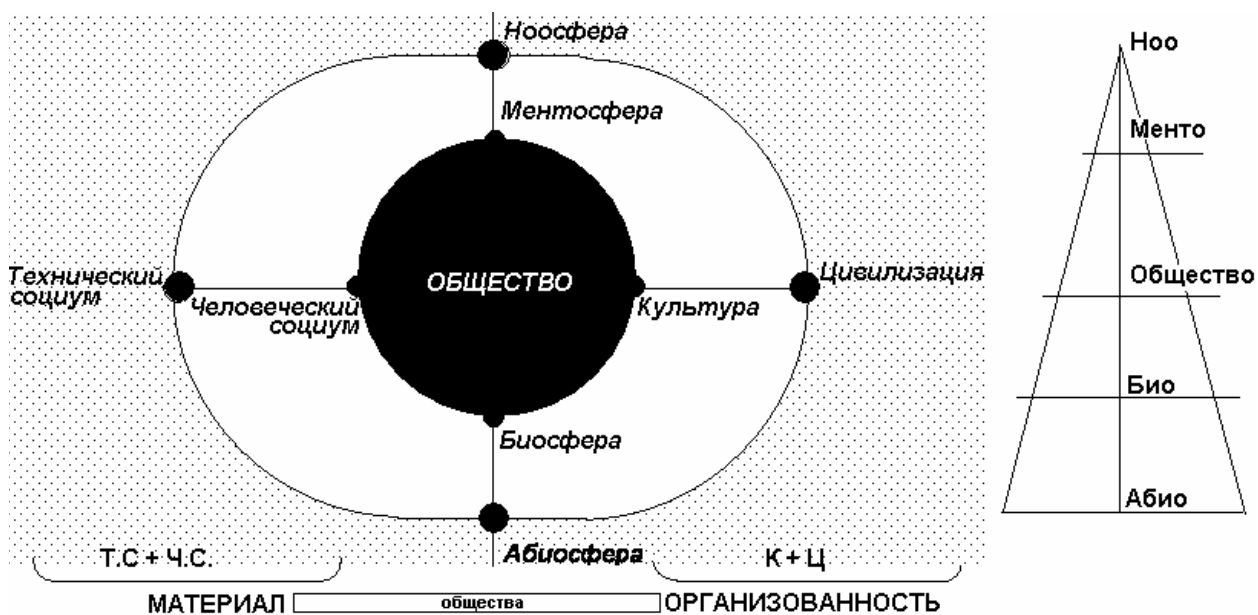 Ноосфера
Ментосфера
Технический
социум
Человеческий
социум
ОБЩЕСТВО
Культура
Цивилизация
Биосфера
Абиосфера
Т.С + Ч.С.
К + Ц
МАТЕРИАЛ общества ОРГАНИЗОВАННОСТЬ
Ноо
Менто
Общество
Био
Абио